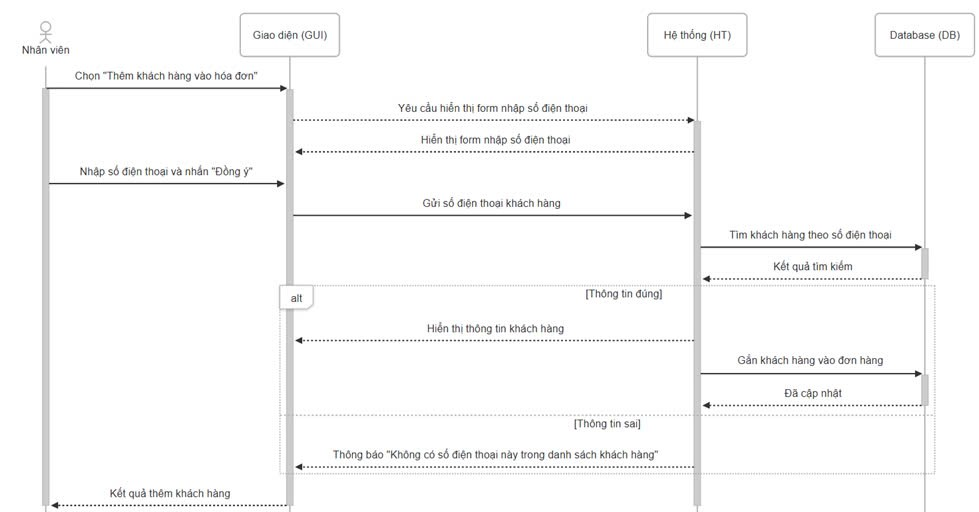 Nhân viên
Giao diện (GUI)
Hệ thống (HT)
Database (DB)
Chọn "Thêm khách hàng vào hóa đơn"
Yêu cầu hiển thị form nhập số điện thoại
Hiển thị form nhập số điện thoại
Nhập số điện thoại và nhấn "Đồng ý"
Gửi số điện thoại khách hàng
Tìm khách hàng theo số điện thoại
Kết quả tìm kiếm
alt
[Thông tin đúng]
Hiển thị thông tin khách hàng
Gắn khách hàng vào đơn hàng
Đã cập nhật
[Thông tin sai]
Thông báo "Không có số điện thoại này trong danh sách khách hàng"
Kết quả thêm khách hàng